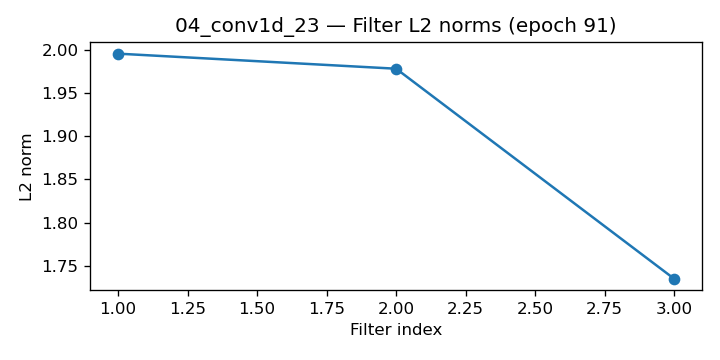 04_conv1d_23 — Filter L2 norms (epoch 91)
L2 norm
2.00
1.95
1.90
1.85
1.80
1.75
1.00 1.25 1.50 1.75 2.00 2.25 2.50 2.75 3.00
Filter index